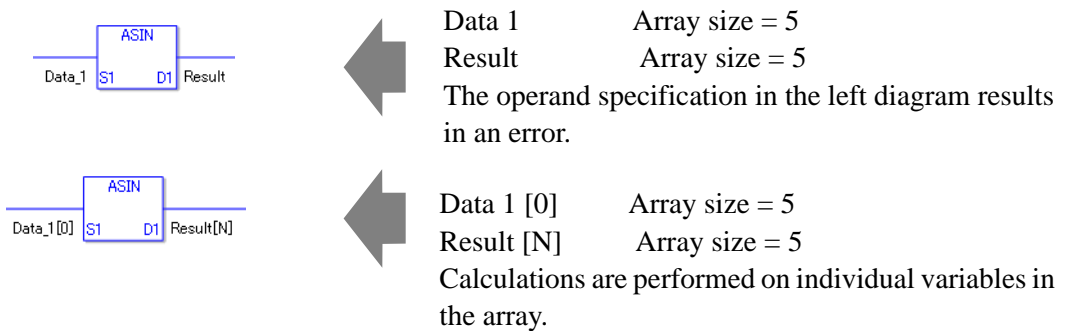 ASIN
Data_1 S1 D1 Result
Data 1 Array size = 5
Result Array size = 5
The operand specification in the left diagram results
in an error.
ASIN
Data_1[0] S1 D1 Result[N]
Data 1 [0] Array size = 5
Result [N] Array size = 5
Calculations are performed on individual variables in
the array.